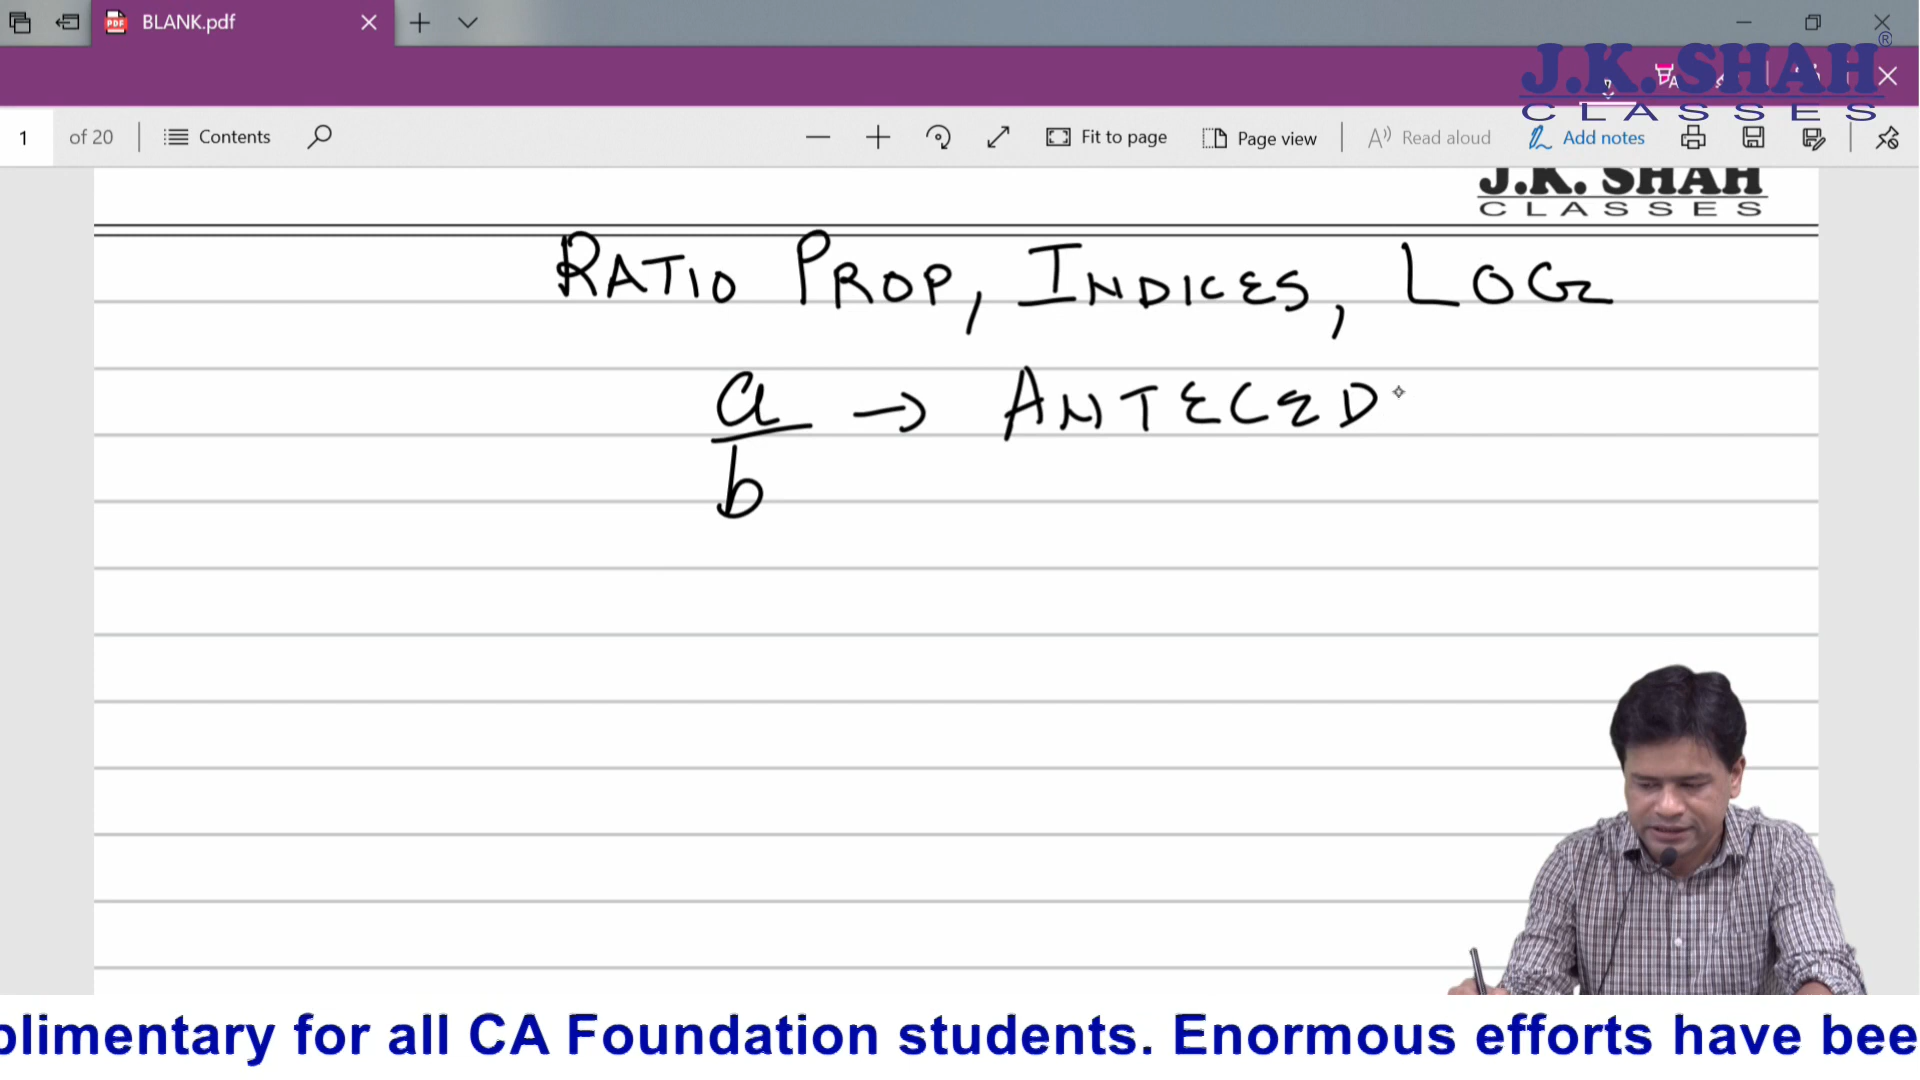 BLANK.pdf
J.K. SHAH®
CLASSES
1 of 20 Contents Fit to page Page view Read aloud Add notes
J.K. SHAH
CLASSES
RATIO PROP, INDICES, LOG
a → ANTECED
b
plimentary for all CA Foundation students. Enormous efforts have bee